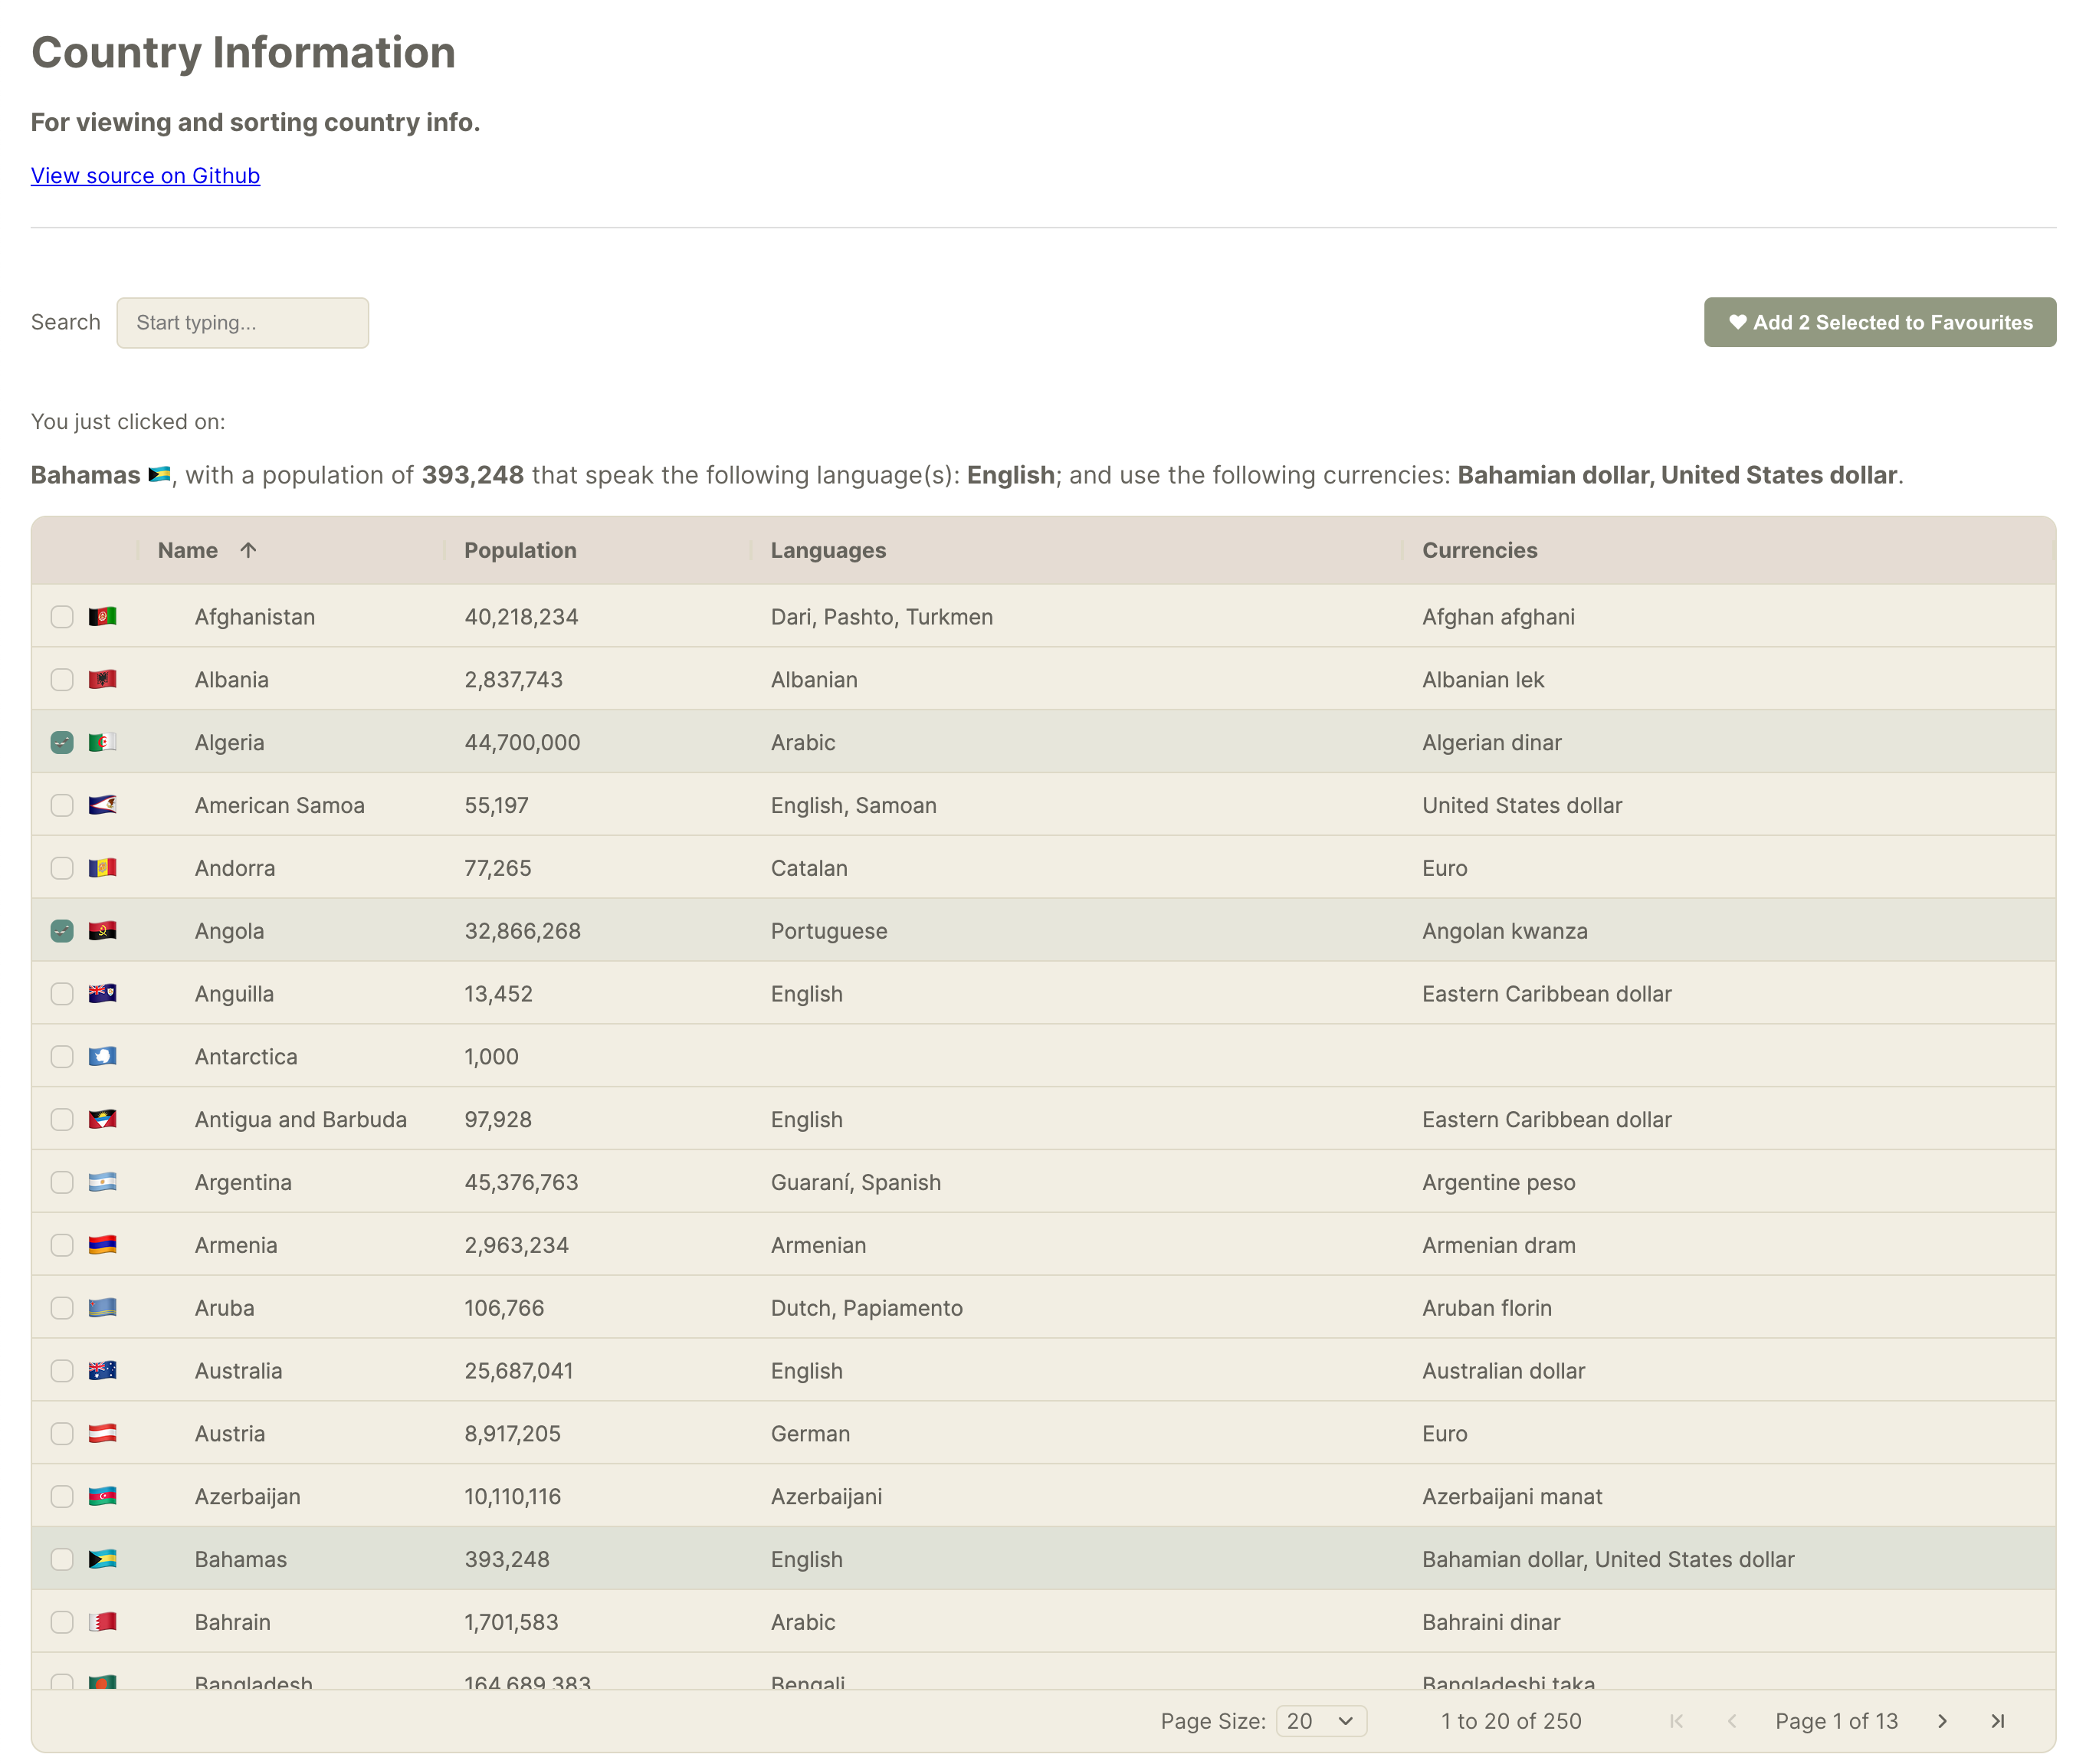 Country Information
For viewing and sorting country info.
View source on Github
Search Start typing... Add 2 Selected to Favourites
You just clicked on:
Bahamas , with a population of 393,248 that speak the following language(s): English; and use the following currencies: Bahamian dollar, United States dollar.
Name Population Languages Currencies
Afghanistan 40,218,234 Dari, Pashto, Turkmen Afghan afghani
Albania 2,837,743 Albanian Albanian lek
Algeria 44,700,000 Arabic Algerian dinar
American Samoa 55,197 English, Samoan United States dollar
Andorra 77,265 Catalan Euro
Angola 32,866,268 Portuguese Angolan kwanza
Anguilla 13,452 English Eastern Caribbean dollar
Antarctica 1,000
Antigua and Barbuda 97,928 English Eastern Caribbean dollar
Argentina 45,376,763 Guaraní, Spanish Argentine peso
Armenia 2,963,234 Armenian Armenian dram
Aruba 106,766 Dutch, Papiamento Aruban florin
Australia 25,687,041 English Australian dollar
Austria 8,917,205 German Euro
Azerbaijan 10,110,116 Azerbaijani Azerbaijani manat
Bahamas 393,248 English Bahamian dollar, United States dollar
Bahrain 1,701,583 Arabic Bahraini dinar
Bangladesh 164,689,383 Bengali Bangladeshi taka
Page Size: 20 1 to 20 of 250 Page 1 of 13